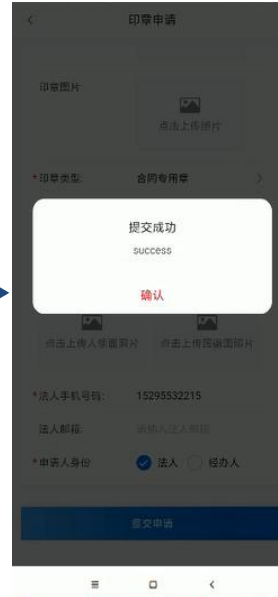 印章申请
印章图片
点击上传照片
*印章类型: 合同专用章
提交成功
success
确认
点击上传人像面照片 点击上传国徽面照片
*法人手机号码: 15295532215
法人邮箱: 请输入法人邮箱
*申请人身份 法人 经办人
提交申请